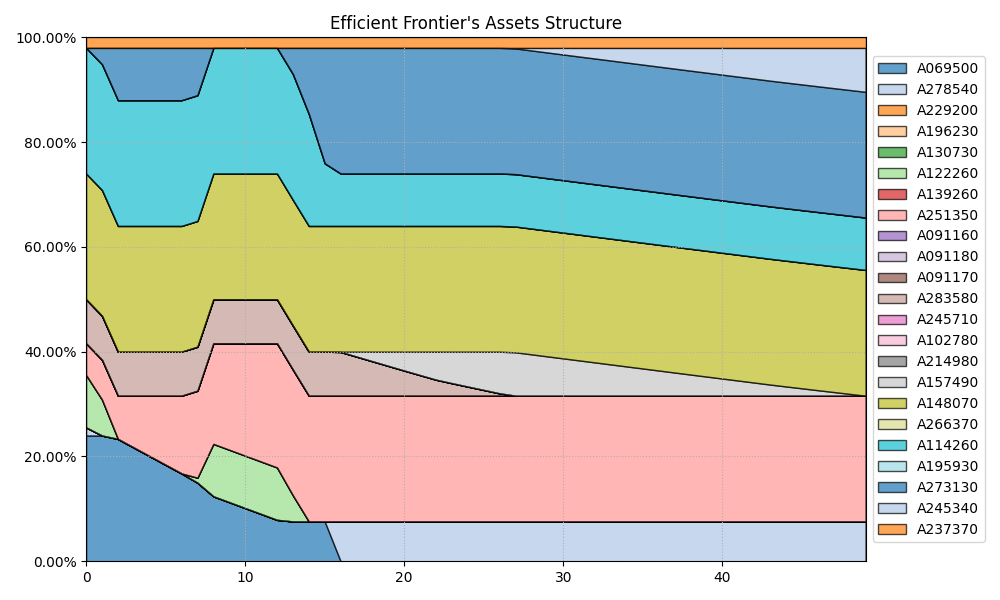 Efficient Frontier's Assets Structure
100.00%
80.00%
60.00%
40.00%
20.00%
0.00%
0
10
20
30
40
A069500
A278540
A229200
A196230
A130730
A122260
A139260
A251350
A091160
A091180
A091170
A283580
A245710
A102780
A214980
A157490
A148070
A266370
A114260
A195930
A273130
A245340
A237370